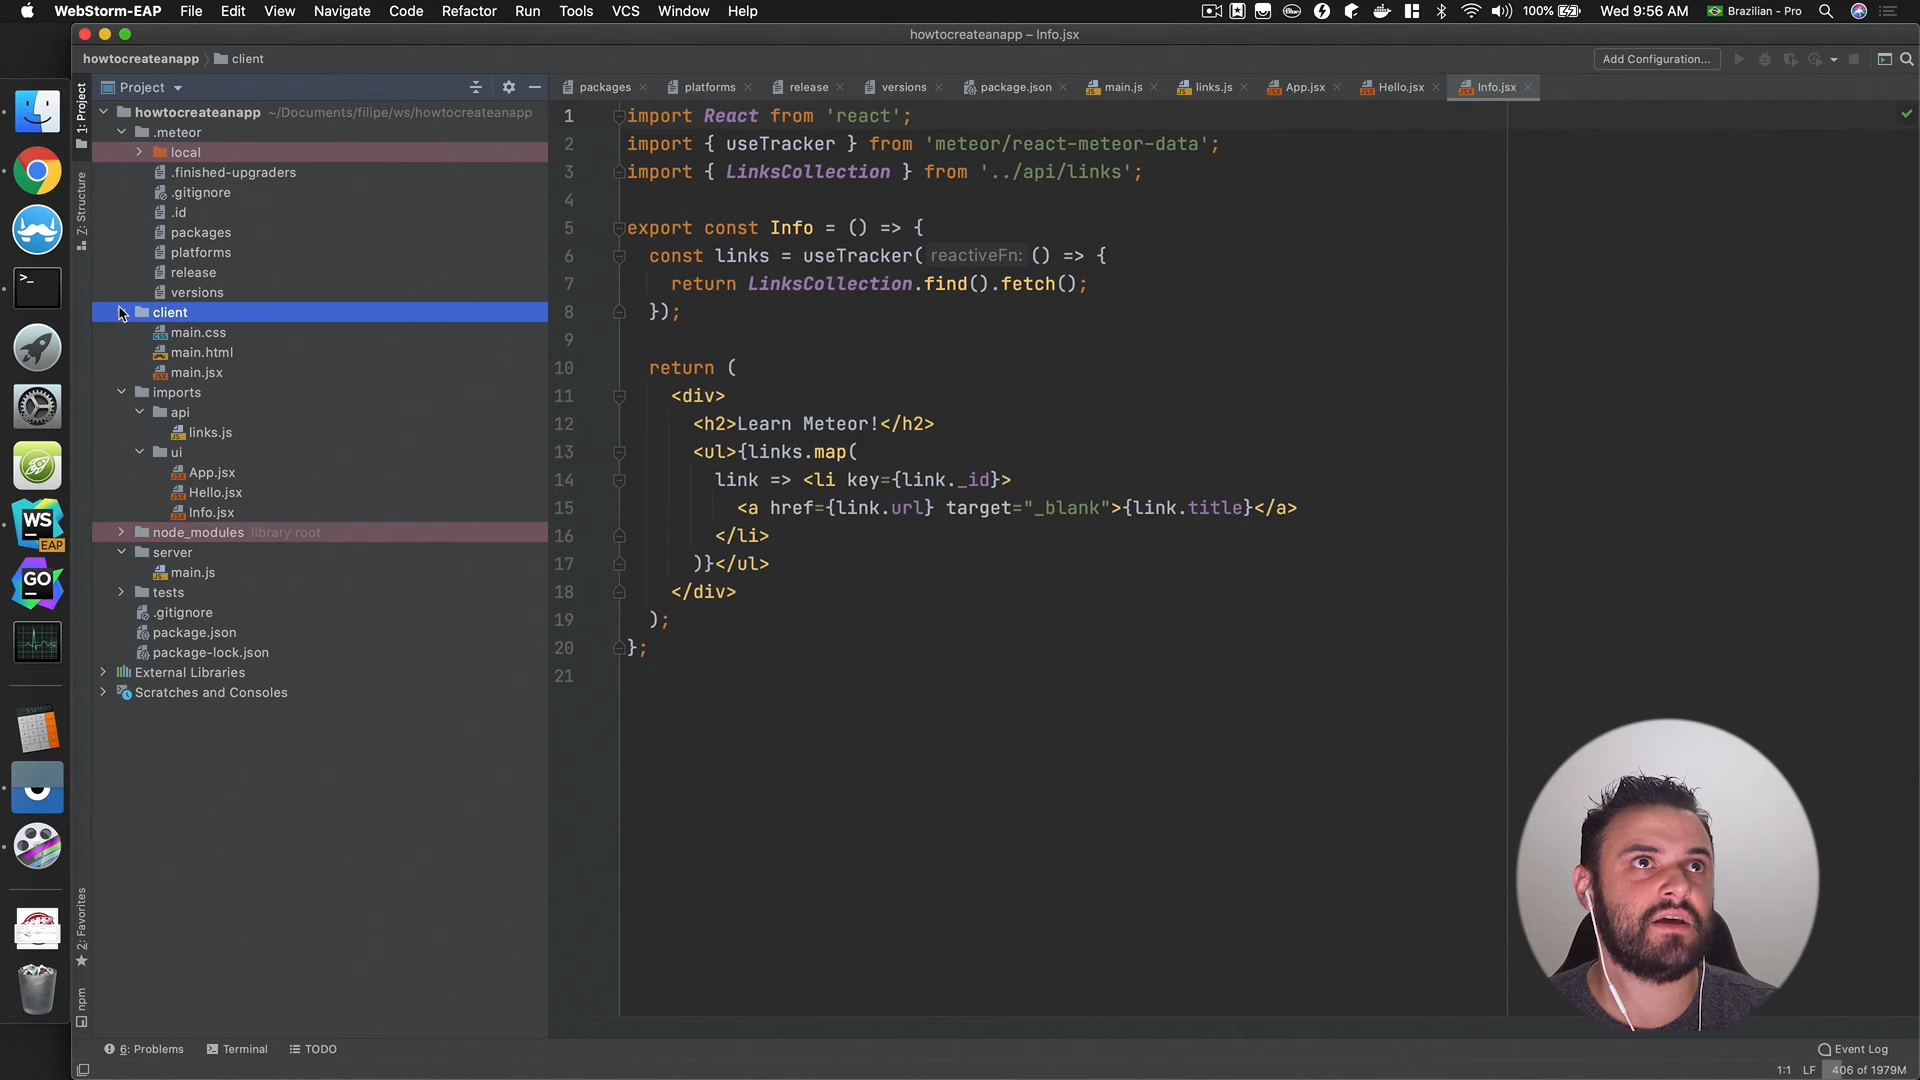 WebStorm-EAP File Edit View Navigate Code Refactor Run Tools VCS Window Help 100% Wed 9:56 AM Brazilian - Pro
howtocreateanapp – Info.jsx
howtocreateanapp client Add Configuration...
Project
packages platforms release versions package.json main.js links.js App.jsx Hello.jsx Info.jsx
1: Project
Z: Structure
2: Favorites
npm
howtocreateanapp ~/Documents/filipe/ws/howtocreateanapp
.meteor
local
.finished-upgraders
.gitignore
.id
packages
platforms
release
versions
client
main.css
main.html
main.jsx
imports
api
links.js
ui
App.jsx
Hello.jsx
Info.jsx
node_modules library root
server
main.js
tests
.gitignore
package.json
package-lock.json
External Libraries
Scratches and Consoles
1 import React from 'react';
2 import { useTracker } from 'meteor/react-meteor-data';
3 import { LinksCollection } from '../api/links';
4
5 export const Info = () => {
6 const links = useTracker( reactiveFn: () => {
7 return LinksCollection.find().fetch();
8 });
9
10 return (
11 <div>
12 <h2>Learn Meteor!</h2>
13 <ul>{links.map(
14 link => <li key={link._id}>
15 <a href={link.url} target="_blank">{link.title}</a>
16 </li>
17 )}</ul>
18 </div>
19 );
20 };
21
WS
EAP
GO
6: Problems Terminal TODO Event Log
1:1 LF 406 of 1979M